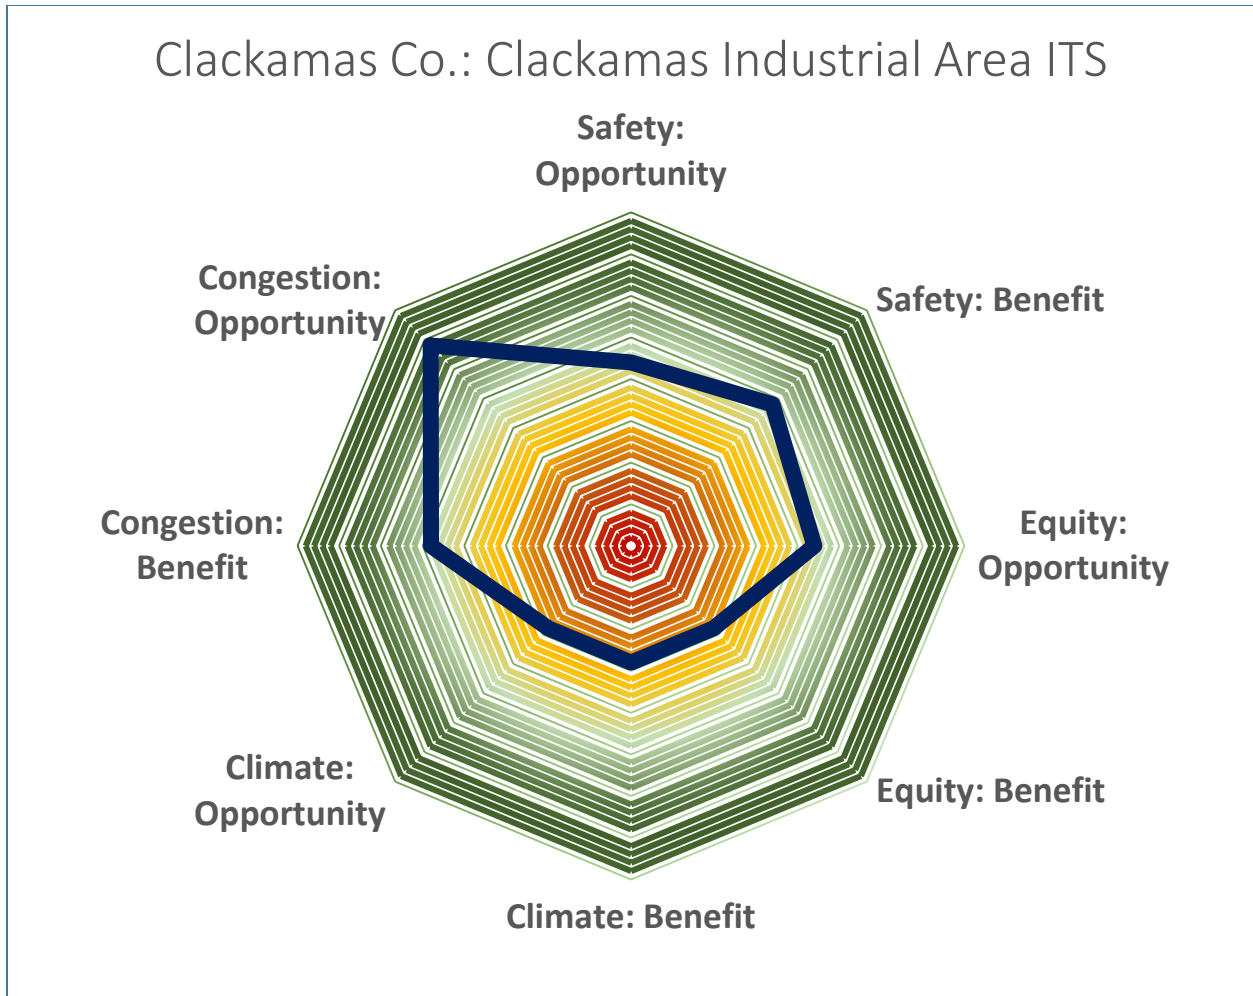 Clackamas Co.: Clackamas Industrial Area ITS
Safety:
Opportunity
Safety: Benefit
Equity:
Opportunity
Equity: Benefit
Climate: Benefit
Climate:
Opportunity
Congestion:
Benefit
Congestion:
Opportunity